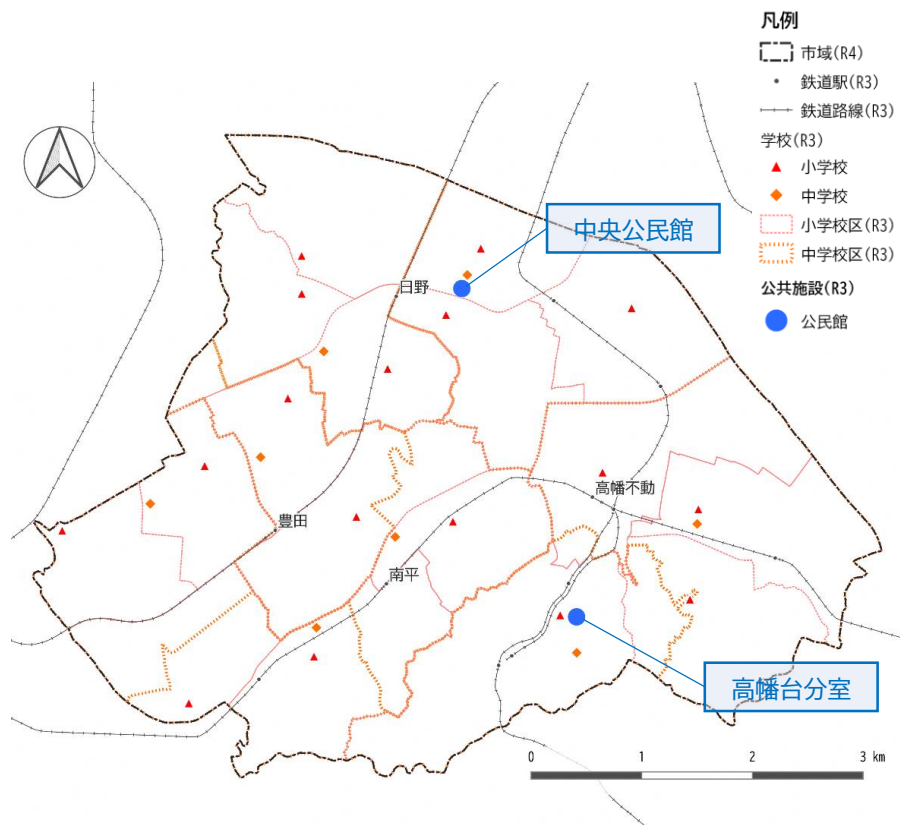 凡例
市域(R4)
鉄道駅(R3)
鉄道路線(R3)
学校(R3)
小学校
中学校
小学校区(R3)
中学校区(R3)
公共施設(R3)
公民館
中央公民館
日野
高幡不動
豊田
南平
高幡台分室
0 1 2 3 km